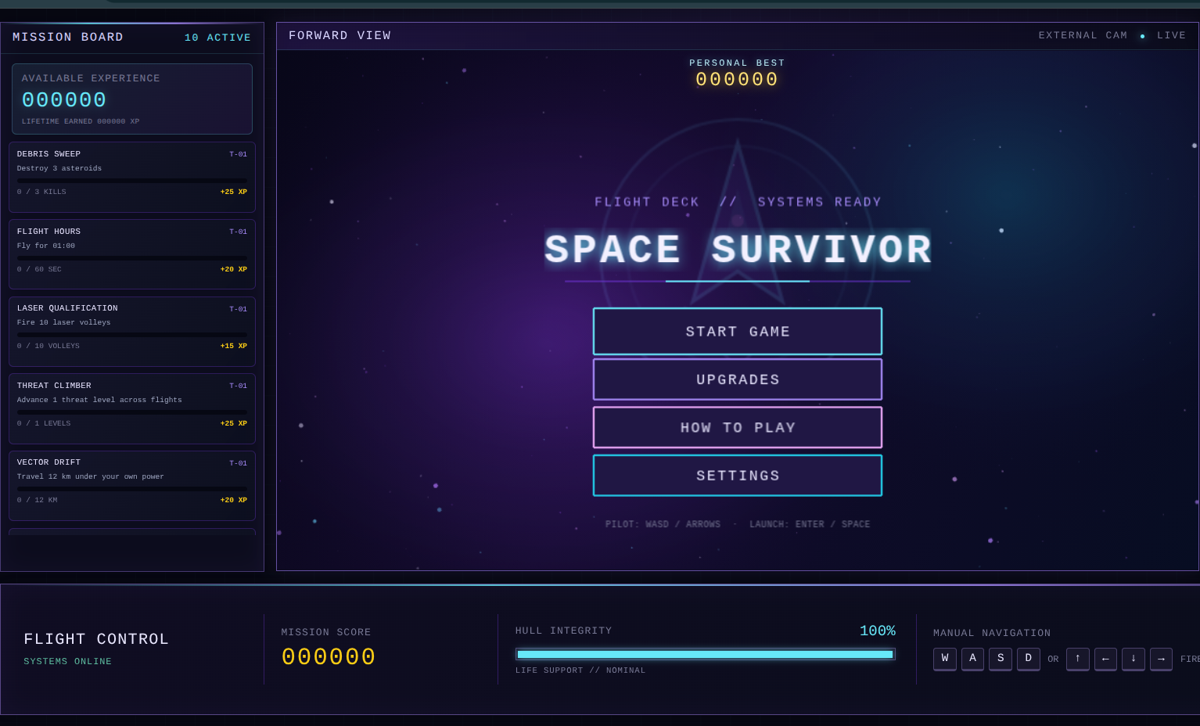 MISSION BOARD
10 ACTIVE
AVAILABLE EXPERIENCE
000000
LIFETIME EARNED 000000 XP
DEBRIS SWEEP
T-01
Destroy 3 asteroids
0 / 3 KILLS
+25 XP
FLIGHT HOURS
T-01
Fly for 01:00
0 / 60 SEC
+20 XP
LASER QUALIFICATION
T-01
Fire 10 laser volleys
0 / 10 VOLLEYS
+15 XP
THREAT CLIMBER
T-01
Advance 1 threat level across flights
0 / 1 LEVELS
+25 XP
VECTOR DRIFT
T-01
Travel 12 km under your own power
0 / 12 KM
+20 XP
FORWARD VIEW
EXTERNAL CAM
LIVE
PERSONAL BEST
000000
FLIGHT DECK // SYSTEMS READY
SPACE SURVIVOR
START GAME
UPGRADES
HOW TO PLAY
SETTINGS
PILOT: WASD / ARROWS · LAUNCH: ENTER / SPACE
FLIGHT CONTROL
SYSTEMS ONLINE
MISSION SCORE
000000
HULL INTEGRITY
100%
LIFE SUPPORT // NOMINAL
MANUAL NAVIGATION
W A S D OR ↑ ← ↓ → FIRE